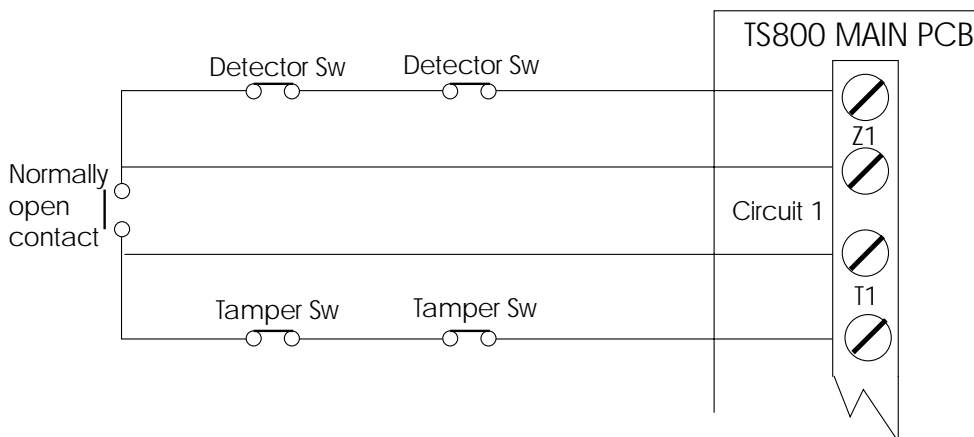 TS800 MAIN PCB
Detector Sw
Detector Sw
Z1
Normally
open
contact
Circuit 1
T1
Tamper Sw
Tamper Sw